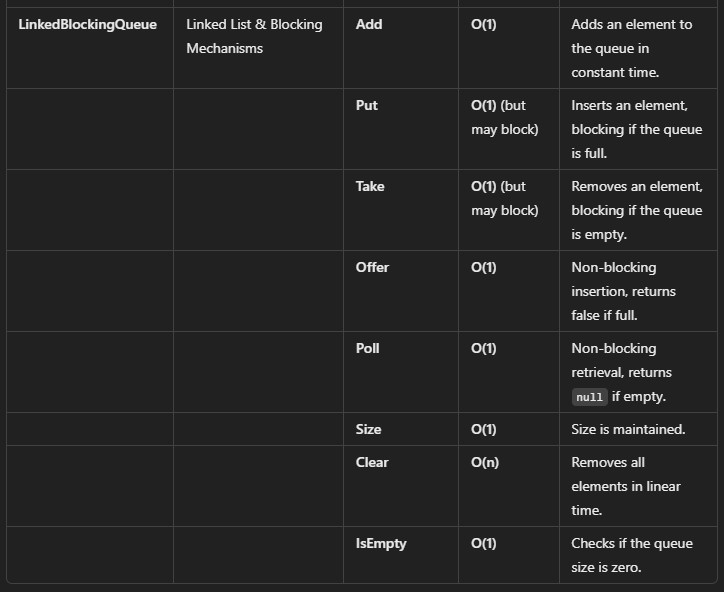 LinkedBlockingQueue Linked List & Blocking Add O(1) Adds an element to
Mechanisms the queue in
constant time.
Put O(1) (but Inserts an element,
may block) blocking if the queue
is full.
Take O(1) (but Removes an element,
may block) blocking if the queue
is empty.
Offer O(1) Non-blocking
insertion, returns
false if full.
Poll O(1) Non-blocking
retrieval, returns
null if empty.
Size O(1) Size is maintained.
Clear O(n) Removes all
elements in linear
time.
IsEmpty O(1) Checks if the queue
size is zero.